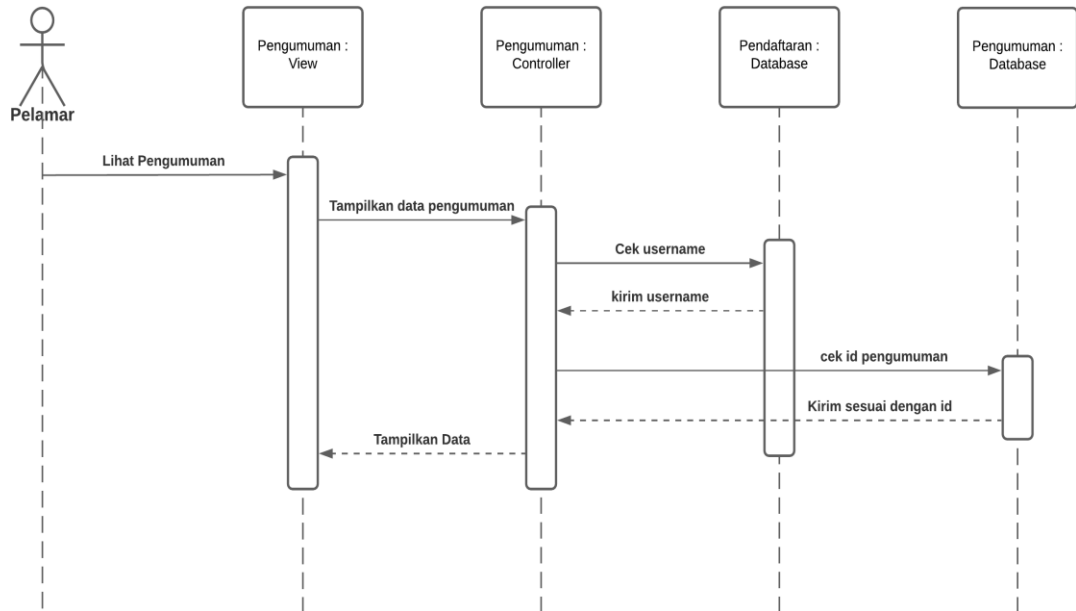 Pengumuman :
View
Pengumuman :
Controller
Pendaftaran :
Database
Pengumuman :
Database
Pelamar
Lihat Pengumuman
Tampilkan data pengumuman
Cek username
kirim username
cek id pengumuman
Kirim sesuai dengan id
Tampilkan Data